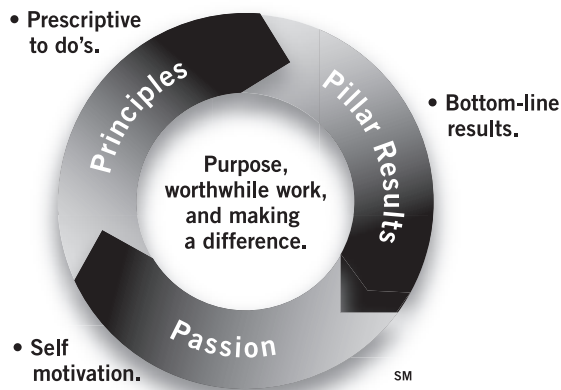 • Prescriptive
to do's.
Principles
Pillar Results
• Bottom-line
results.
Purpose,
worthwhile work,
and making
a difference.
Passion
• Self
motivation.
SM